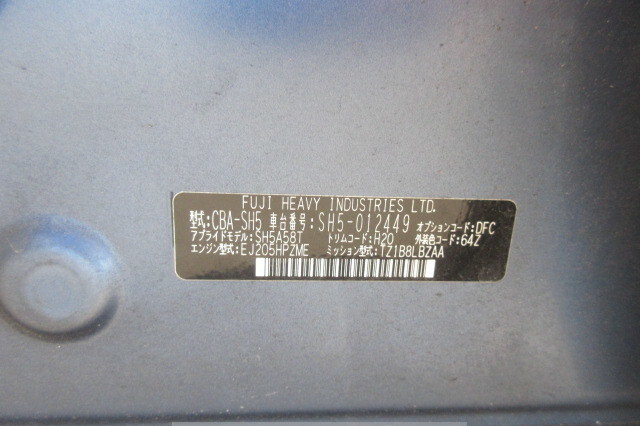 FUJI HEAVY INDUSTRIES LTD.
型式:CBA-SH5 車台番号:SH5-012449 オプションコード:DFC
アプライドモデル:SH5A58T トリムコード:H20 外装色コード:64Z
エンジン型式:EJ205HPZME ミッション型式:TZ1B8LBZAA